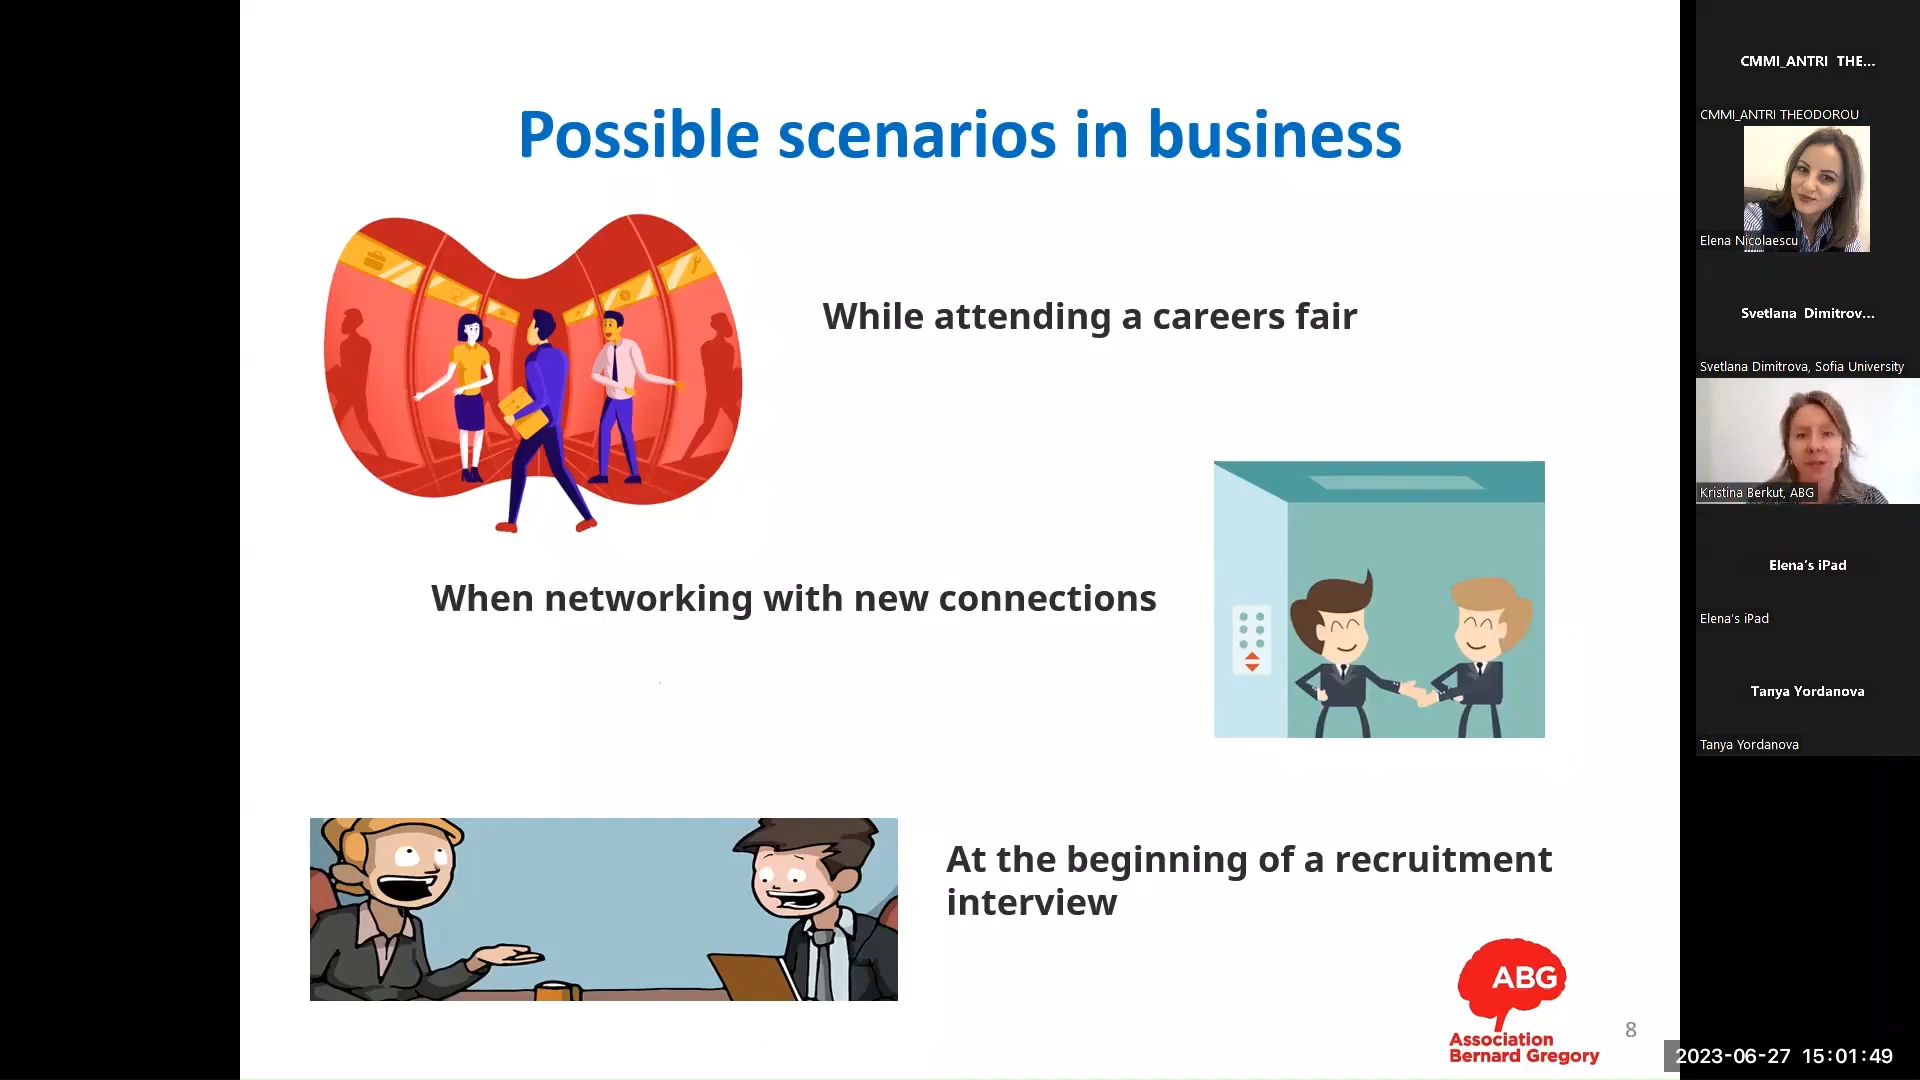 Possible scenarios in business
While attending a careers fair
When networking with new connections
At the beginning of a recruitment
interview
ABG
Association
Bernard Gregory
8
CMMI_ANTRI THE...
CMMI_ANTRI THEODOROU
Elena Nicolaescu
Svetlana Dimitrov...
Svetlana Dimitrova, Sofia University
Kristina Berkut, ABG
Elena's iPad
Elena's iPad
Tanya Yordanova
Tanya Yordanova
2023-06-27 15:01:49